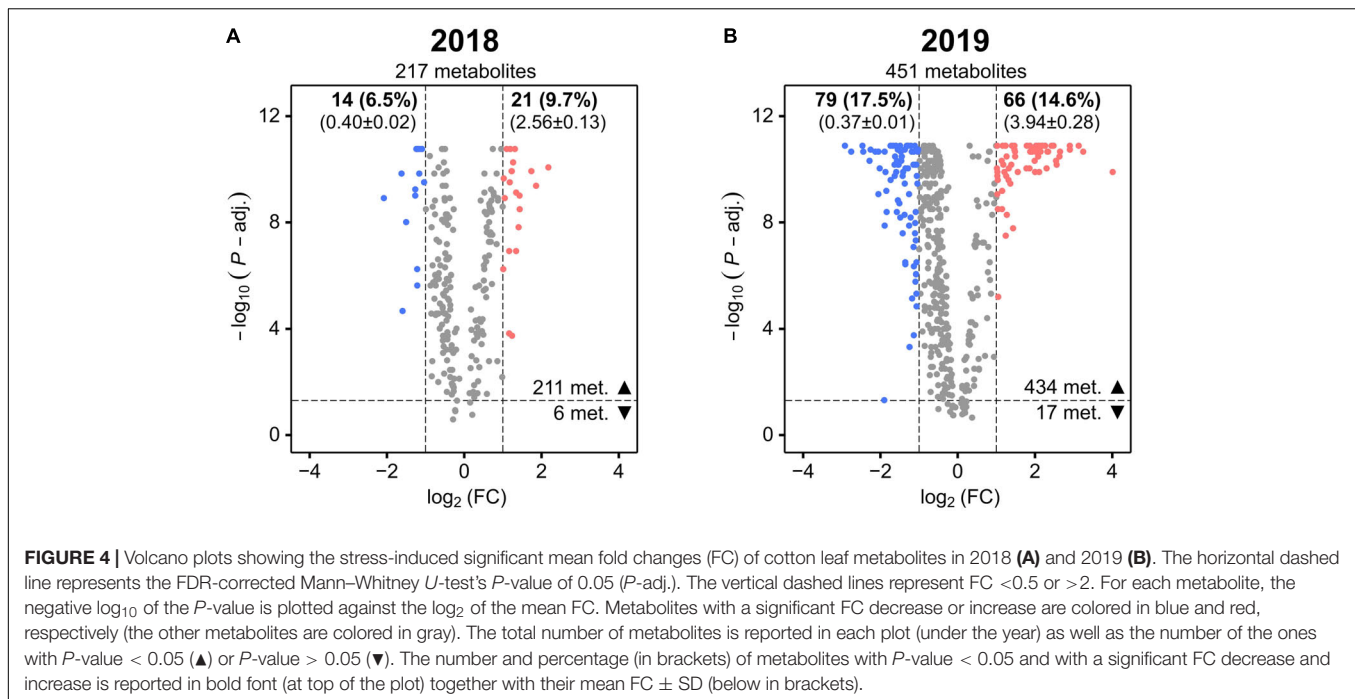 A
2018
217 metabolites
14 (6.5%)
(0.40±0.02)
21 (9.7%)
(2.56±0.13)
12
8
4
0
−log10 ( P − adj.)
211 met. ▲
6 met. ▼
−4 −2 0 2 4
log2 (FC)
B
2019
451 metabolites
79 (17.5%)
(0.37±0.01)
66 (14.6%)
(3.94±0.28)
12
8
4
0
−log10 ( P − adj.)
434 met. ▲
17 met. ▼
−4 −2 0 2 4
log2 (FC)
FIGURE 4 | Volcano plots showing the stress-induced significant mean fold changes (FC) of cotton leaf metabolites in 2018 (A) and 2019 (B). The horizontal dashed
line represents the FDR-corrected Mann–Whitney U-test's P-value of 0.05 (P-adj.). The vertical dashed lines represent FC <0.5 or >2. For each metabolite, the
negative log10 of the P-value is plotted against the log2 of the mean FC. Metabolites with a significant FC decrease or increase are colored in blue and red,
respectively (the other metabolites are colored in gray). The total number of metabolites is reported in each plot (under the year) as well as the number of the ones
with P-value < 0.05 (▲) or P-value > 0.05 (▼). The number and percentage (in brackets) of metabolites with P-value < 0.05 and with a significant FC decrease and
increase is reported in bold font (at top of the plot) together with their mean FC ± SD (below in brackets).